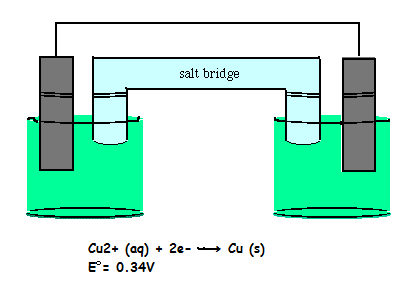 salt bridge
Cu2+ (aq) + 2e- ⟶ Cu (s)
E°= 0.34V